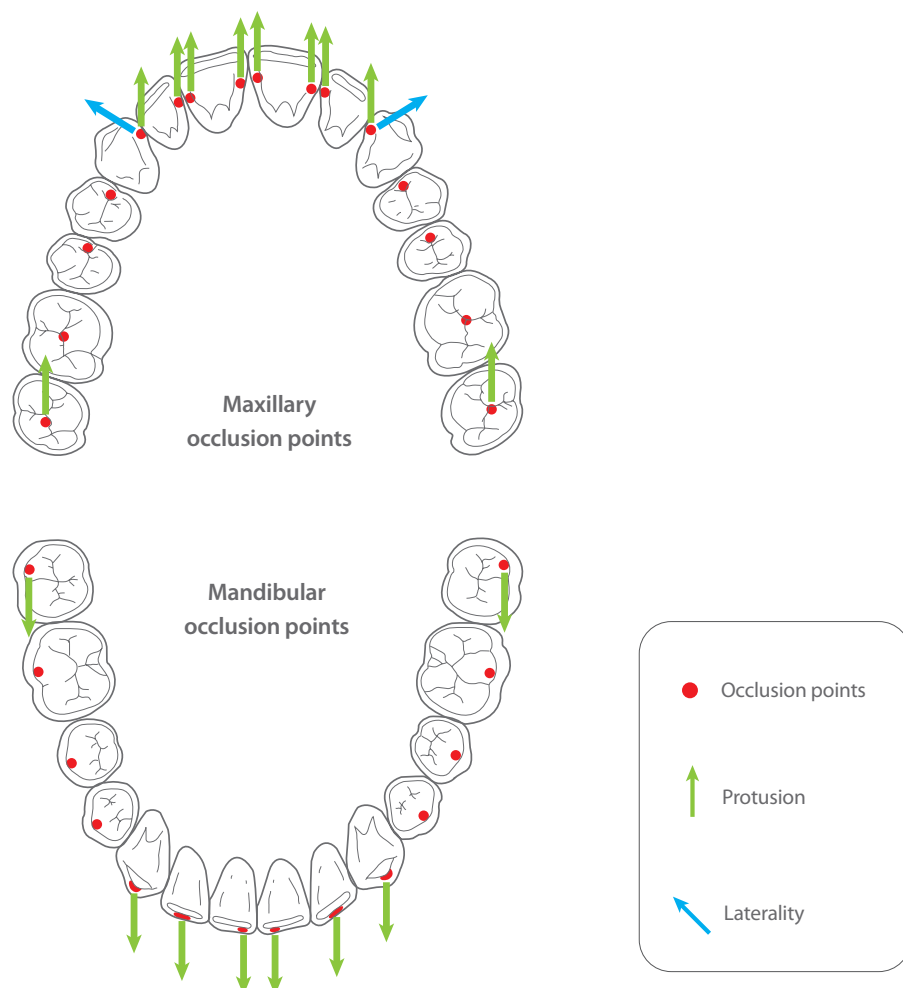 Maxillary
occlusion points
Mandibular
occlusion points
Occlusion points
Protusion
Laterality